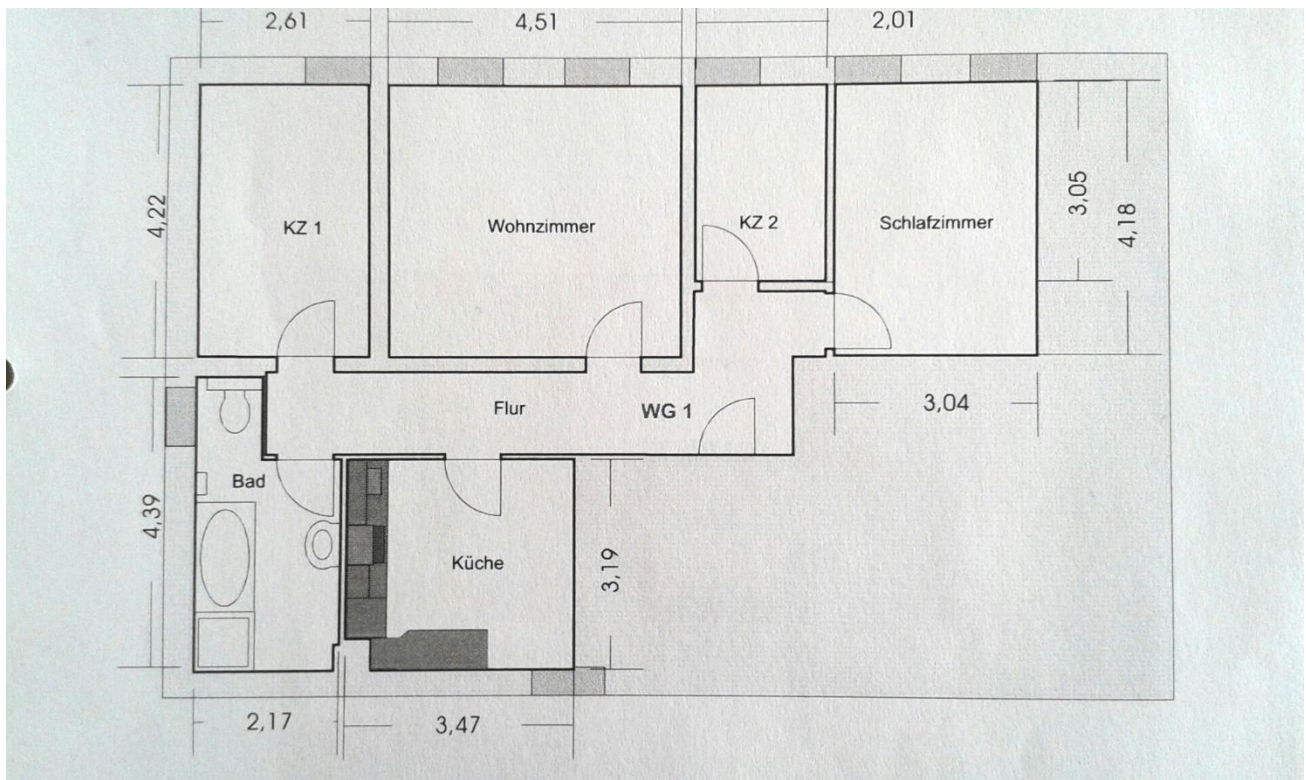 2,61
4,51
2,01
4,22
KZ 1
Wohnzimmer
KZ 2
Schlafzimmer
3,05
4,18
Flur
WG 1
3,04
Bad
4,39
Küche
3,19
2,17
3,47